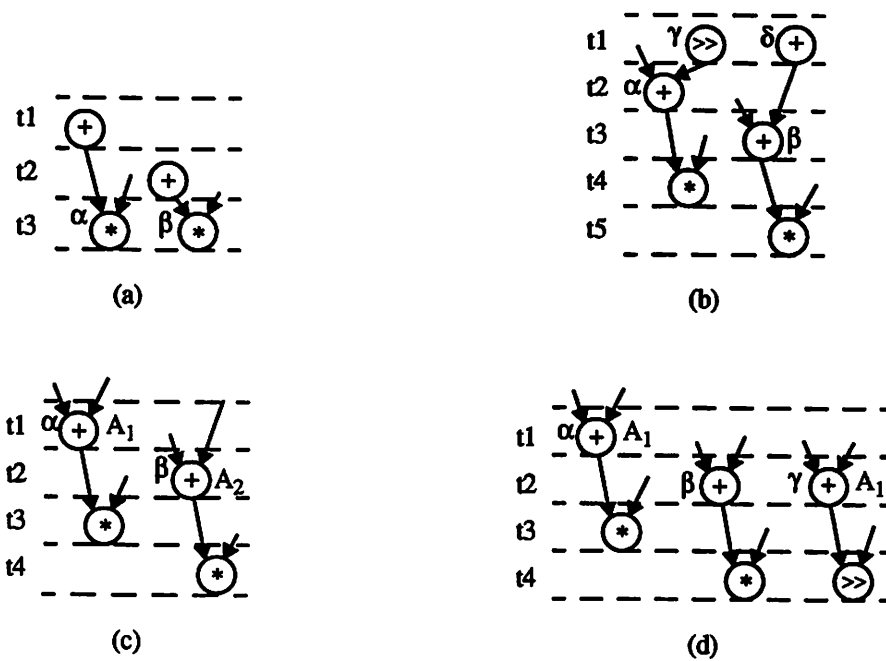 t1 +
t2 +
t3 α * β *
(a)
t1 γ >> δ +
t2 α +
t3 + β
t4 *
t5 *
(b)
t1 α + A₁
t2 β + A₂
t3 *
t4 *
(c)
t1 α + A₁
t2 β + γ + A₁
t3 *
t4 * >>
(d)